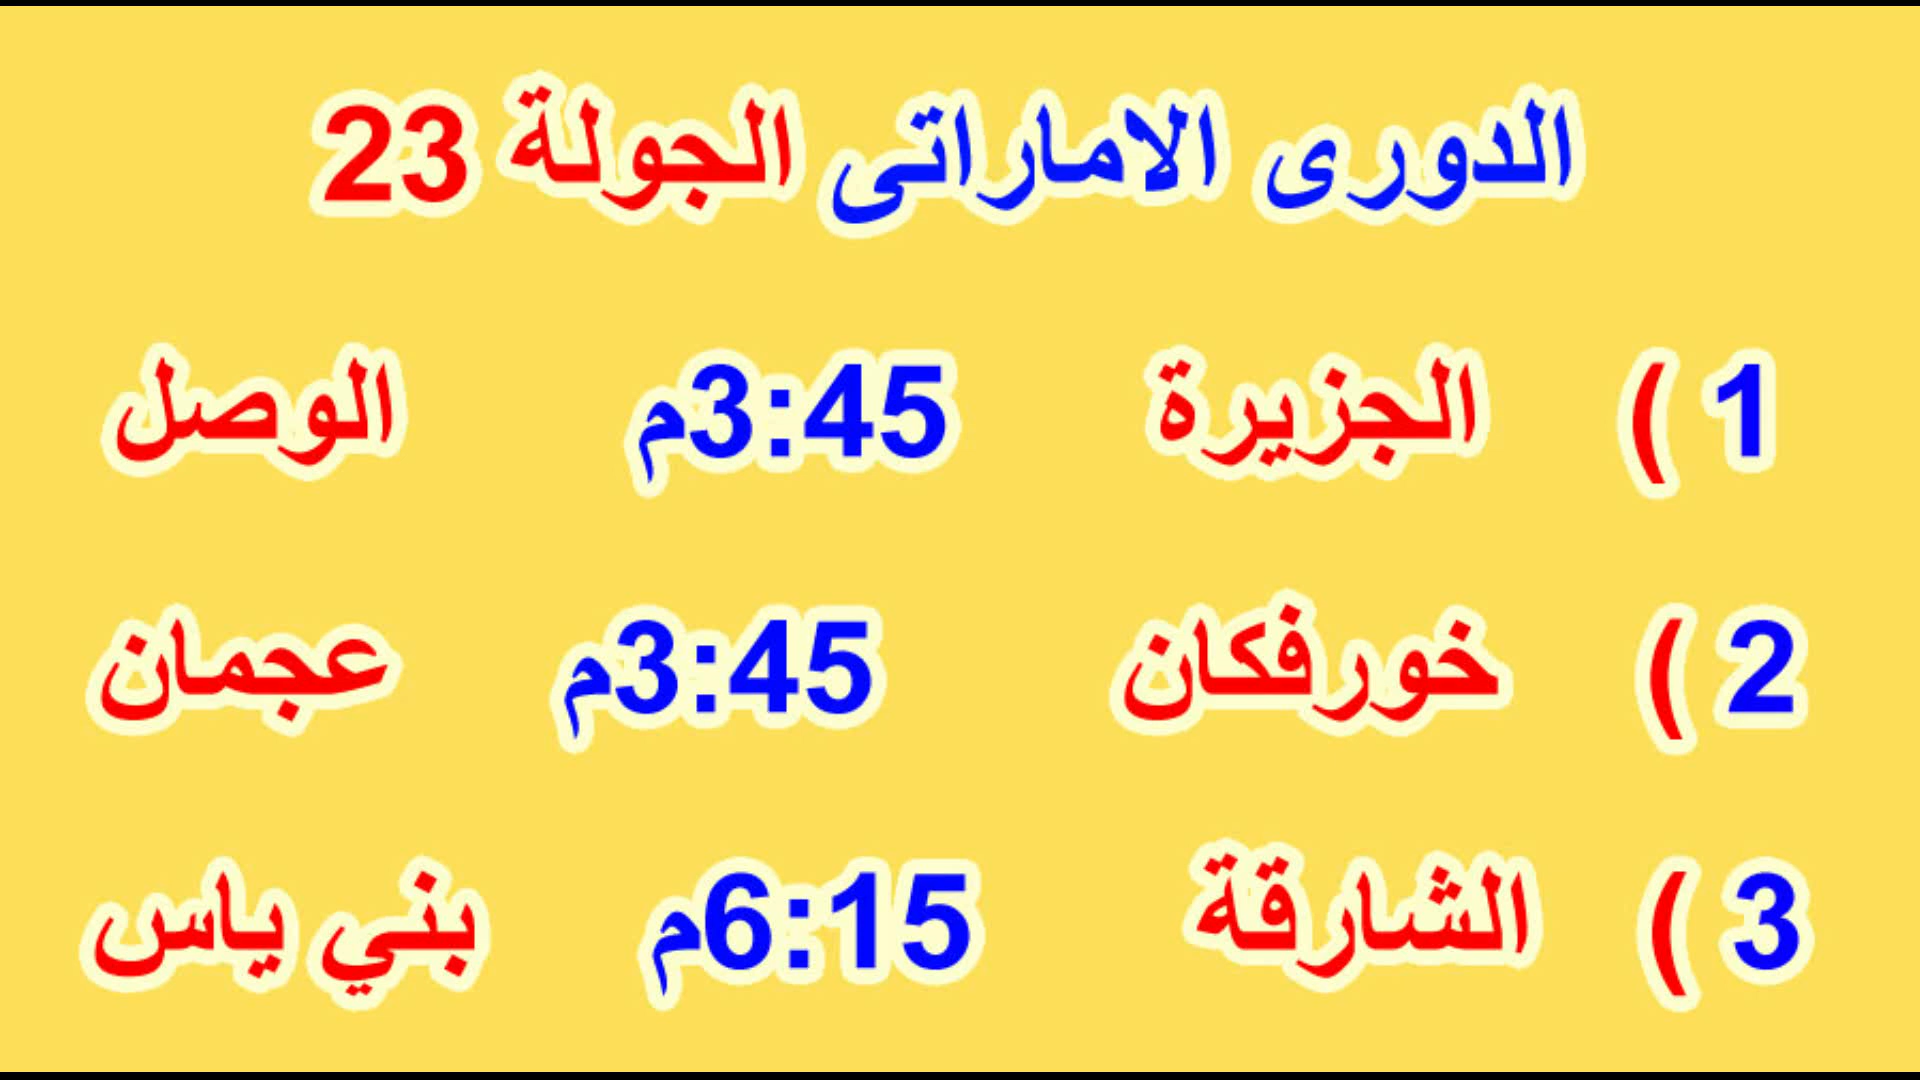 الدورى الاماراتى الجولة 23
1 ) الجزيرة 3:45م الوصل
2 ) خورفكان 3:45م عجمان
3 ) الشارقة 6:15م بني ياس